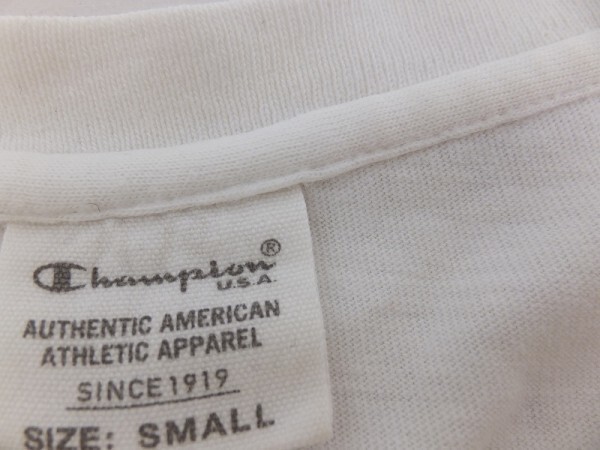 Champion®
U.S.A.
AUTHENTIC AMERICAN
ATHLETIC APPAREL
SINCE 1919
SIZE: SMALL